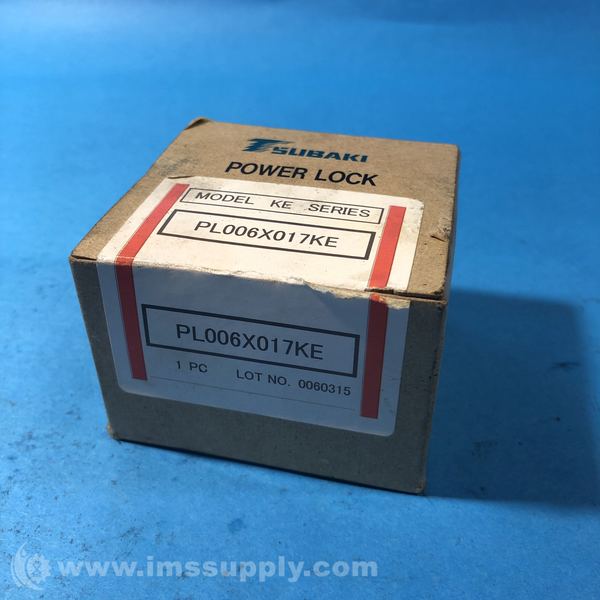 TSUBAKI
POWER LOCK
MODEL KE SERIES
PL006X017KE
PL006X017KE
1 PC LOT NO. 0060315
www.imssupply.com